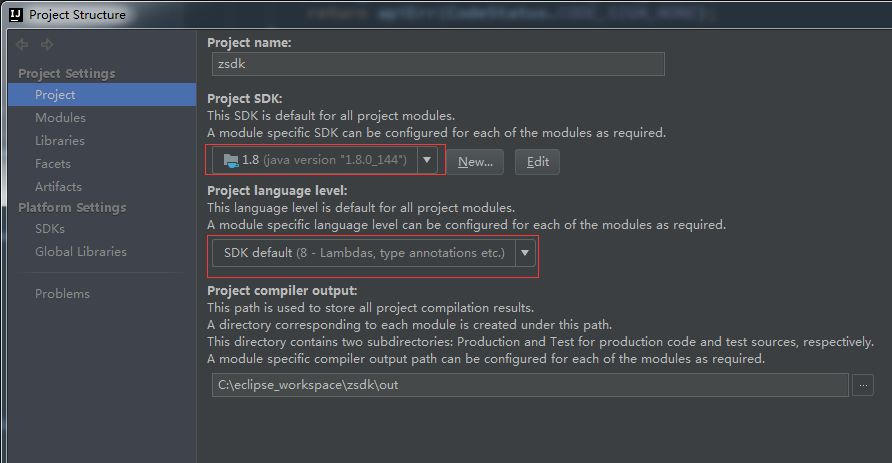 return apiErr(CodeStatus.CODE_
IJ Project Structure
Project Settings
Project
Modules
Libraries
Facets
Artifacts
Platform Settings
SDKs
Global Libraries
Problems
Project name:
zsdk
Project SDK:
This SDK is default for all project modules.
A module specific SDK can be configured for each of the modules as required.
1.8 (java version "1.8.0_144")
New...
Edit
Project language level:
This language level is default for all project modules.
A module specific language level can be configured for each of the modules as required.
SDK default (8 - Lambdas, type annotations etc.)
Project compiler output:
This path is used to store all project compilation results.
A directory corresponding to each module is created under this path.
This directory contains two subdirectories: Production and Test for production code and test sources, respectively.
A module specific compiler output path can be configured for each of the modules as required.
C:\eclipse_workspace\zsdk\out
...